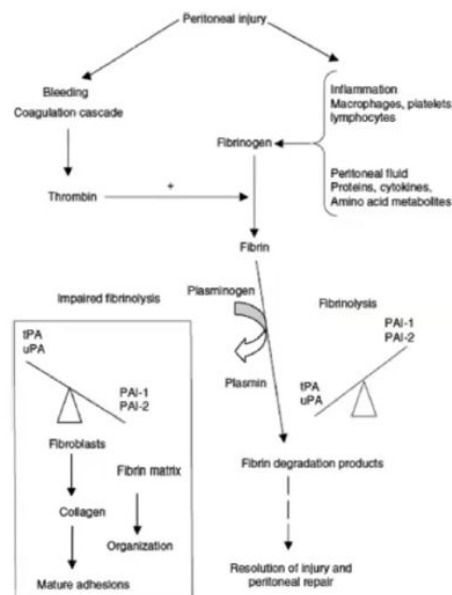 Peritoneal injury
Bleeding
Coagulation cascade
Inflammation
Macrophages, platelets,
lymphocytes
Fibrinogen
Peritoneal fluid
Proteins, cytokines,
Amino acid metabolites
Thrombin
+
Fibrin
Impaired fibrinolysis
Plasminogen
Fibrinolysis
tPA
uPA
PAI-1
PAI-2
PAI-1
PAI-2
Plasmin
tPA
uPA
Fibroblasts
Fibrin matrix
Fibrin degradation products
Collagen
Organization
Mature adhesions
Resolution of injury and
peritoneal repair